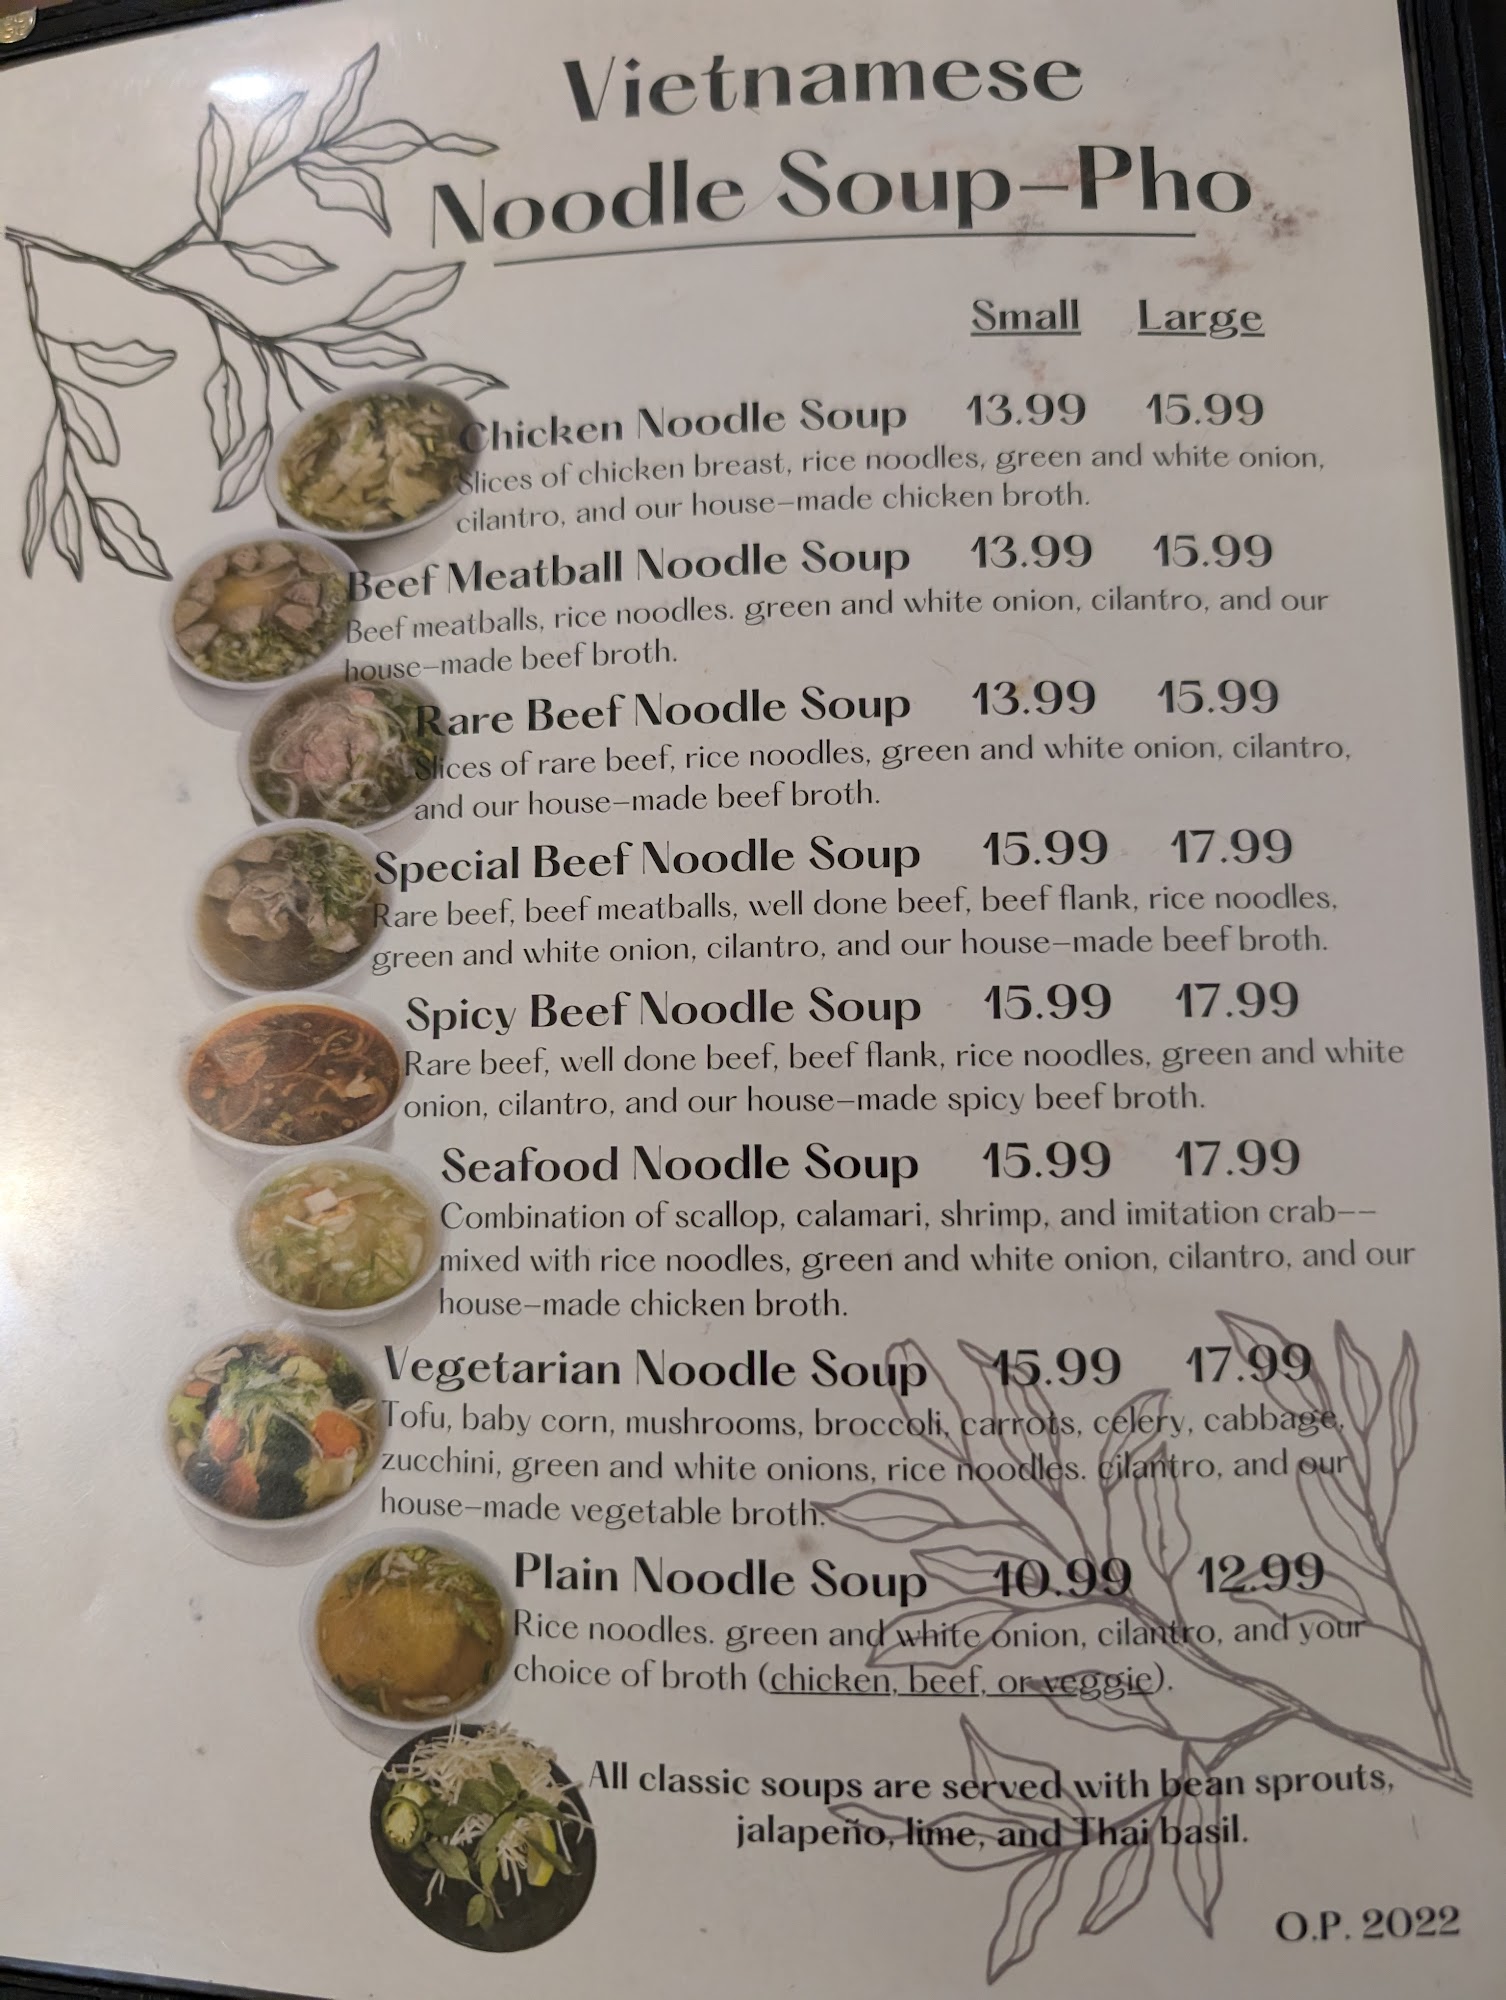 Vietnamese
Noodle Soup-Pho
Small Large
Chicken Noodle Soup 13.99 15.99
Slices of chicken breast, rice noodles, green and white onion,
cilantro, and our house-made chicken broth.
Beef Meatball Noodle Soup 13.99 15.99
Beef meatballs, rice noodles. green and white onion, cilantro, and our
house-made beef broth.
Rare Beef Noodle Soup 13.99 15.99
Slices of rare beef, rice noodles, green and white onion, cilantro,
and our house-made beef broth.
Special Beef Noodle Soup 15.99 17.99
Rare beef, beef meatballs, well done beef, beef flank, rice noodles,
green and white onion, cilantro, and our house-made beef broth.
Spicy Beef Noodle Soup 15.99 17.99
Rare beef, well done beef, beef flank, rice noodles, green and white
onion, cilantro, and our house-made spicy beef broth.
Seafood Noodle Soup 15.99 17.99
Combination of scallop, calamari, shrimp, and imitation crab--
mixed with rice noodles, green and white onion, cilantro, and our
house-made chicken broth.
Vegetarian Noodle Soup 15.99 17.99
Tofu, baby corn, mushrooms, broccoli, carrots, celery, cabbage,
zucchini, green and white onions, rice noodles. cilantro, and our
house-made vegetable broth.
Plain Noodle Soup 10.99 12.99
Rice noodles. green and white onion, cilantro, and your
choice of broth (chicken, beef, or veggie).
All classic soups are served with bean sprouts,
jalapeño, lime, and Thai basil.
O.P. 2022